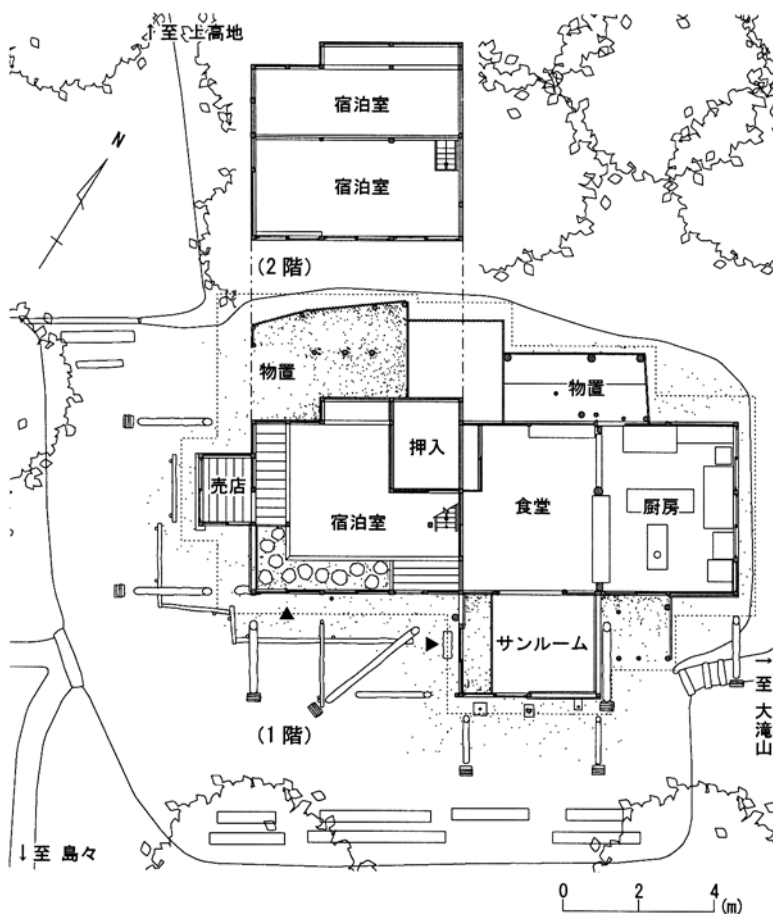 ↑至 上高地
N
宿泊室
宿泊室
(2 階)
物置
物置
押入
売店
宿泊室
食堂
厨房
サンルーム
→至 大滝山
(1 階)
↓至 島々
0 2 4 (m)